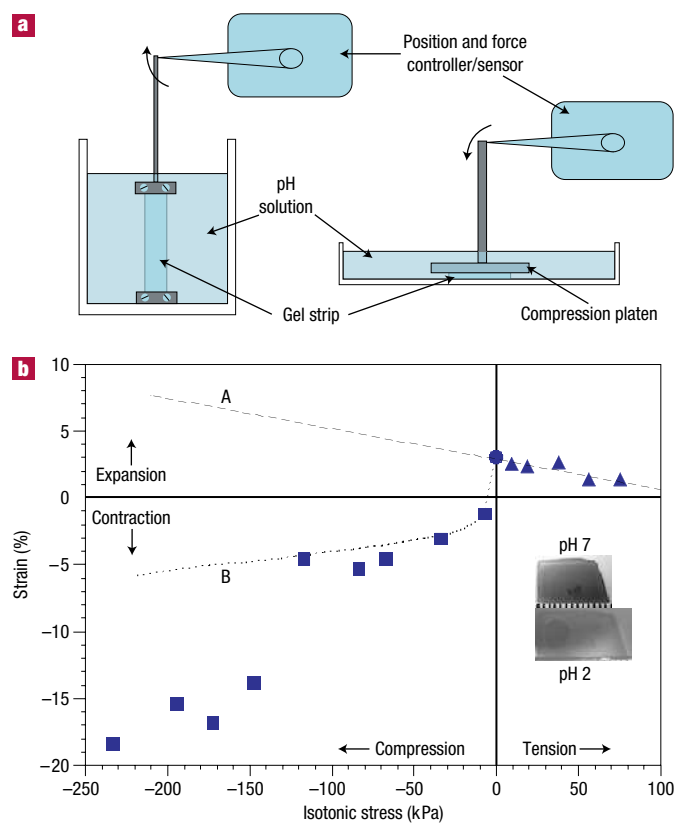 a
Position and force
controller/sensor
pH
solution
Gel strip
Compression platen
b
10
5
0
–5
–10
–15
–20
Strain (%)
A
Expansion
Contraction
B
pH 7
pH 2
Compression
Tension
–250
–200
–150
–100
–50
0
50
100
Isotonic stress (kPa)